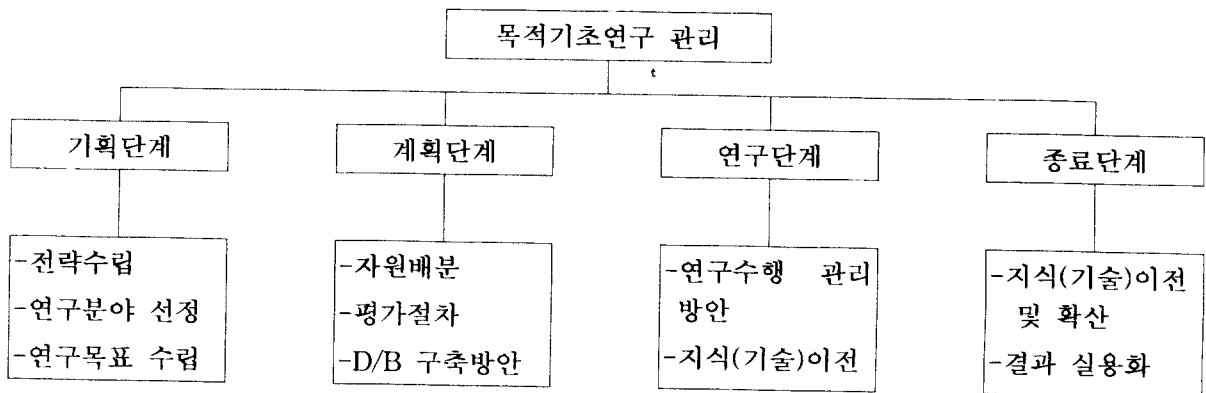 목적기초연구 관리
기획단계
계획단계
연구단계
종료단계
-전략수립
-연구분야 선정
-연구목표 수립
-자원배분
-평가절차
-D/B 구축방안
-연구수행 관리
방안
-지식(기술)이전
-지식(기술)이전
및 확산
-결과 실용화